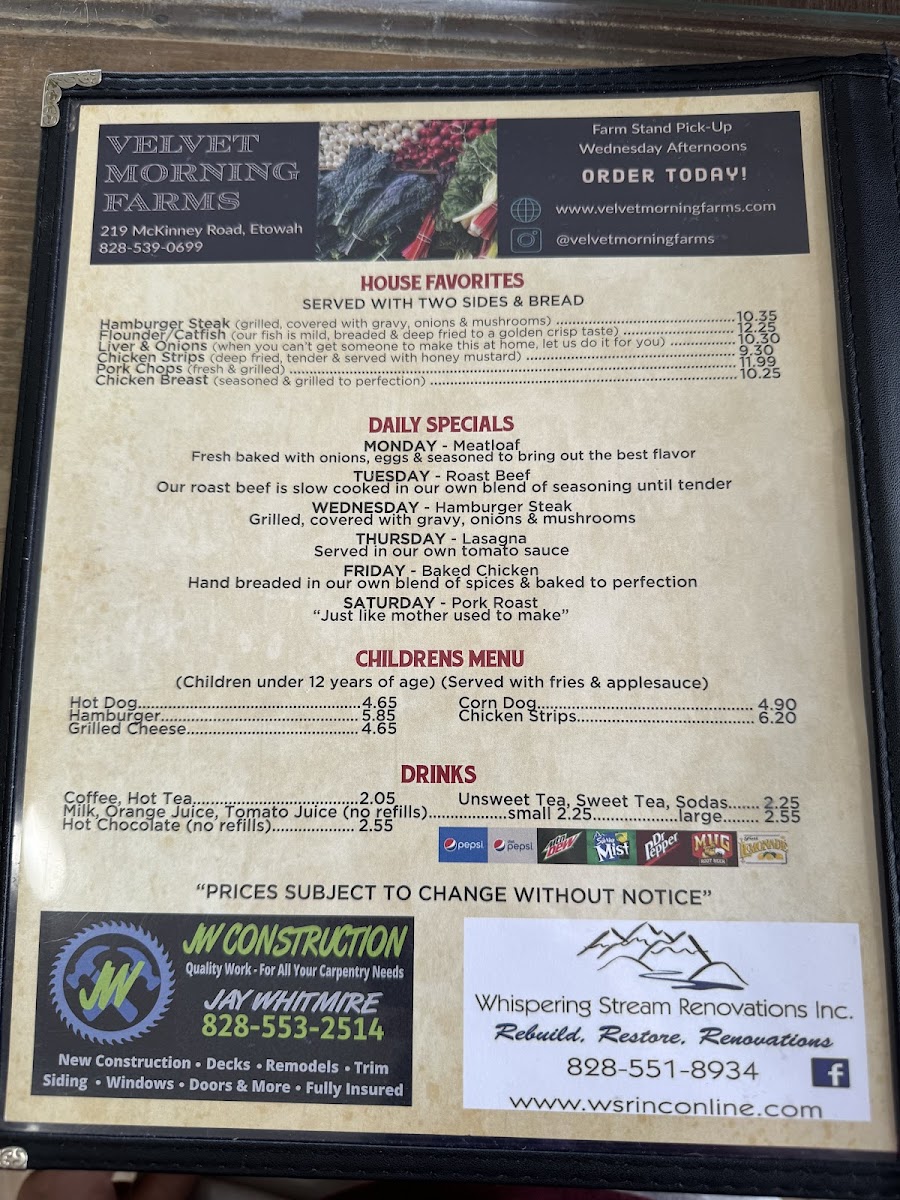 VELVET
MORNING
FARMS
219 McKinney Road, Etowah
828-539-0699
Farm Stand Pick-Up
Wednesday Afternoons
ORDER TODAY!
www.velvetmorningfarms.com
@velvetmorningfarms
HOUSE FAVORITES
SERVED WITH TWO SIDES & BREAD
Hamburger Steak (grilled, covered with gravy, onions & mushrooms) ........ 10.35
Flounder/Catfish (our fish is mild, breaded & deep fried to a golden crisp taste) ........ 12.25
Liver & Onions (when you can't get someone to make this at home, let us do it for you) ........ 10.30
Chicken Strips (deep fried, tender & served with honey mustard) ........ 9.30
Pork Chops (fresh & grilled) ........ 11.99
Chicken Breast (seasoned & grilled to perfection) ........ 10.25
DAILY SPECIALS
MONDAY - Meatloaf
Fresh baked with onions, eggs & seasoned to bring out the best flavor
TUESDAY - Roast Beef
Our roast beef is slow cooked in our own blend of seasoning until tender
WEDNESDAY - Hamburger Steak
Grilled, covered with gravy, onions & mushrooms
THURSDAY - Lasagna
Served in our own tomato sauce
FRIDAY - Baked Chicken
Hand breaded in our own blend of spices & baked to perfection
SATURDAY - Pork Roast
"Just like mother used to make"
CHILDRENS MENU
(Children under 12 years of age) (Served with fries & applesauce)
Hot Dog........ 4.65
Hamburger........ 5.85
Grilled Cheese........ 4.65
Corn Dog........ 4.90
Chicken Strips........ 6.20
DRINKS
Coffee, Hot Tea........ 2.05 Unsweet Tea, Sweet Tea, Sodas....... 2.25
Milk, Orange Juice, Tomato Juice (no refills)........small 2.25........large....... 2.55
Hot Chocolate (no refills)........ 2.55
pepsi
pepsi
mtn DEW
Mist
Dr Pepper
MUG ROOT BEER
LEMONADE
"PRICES SUBJECT TO CHANGE WITHOUT NOTICE"
JW
JW CONSTRUCTION
Quality Work - For All Your Carpentry Needs
JAY WHITMIRE
828-553-2514
New Construction • Decks • Remodels • Trim
Siding • Windows • Doors & More • Fully Insured
Whispering Stream Renovations Inc.
Rebuild, Restore, Renovations
828-551-8934
f
www.wsrinconline.com